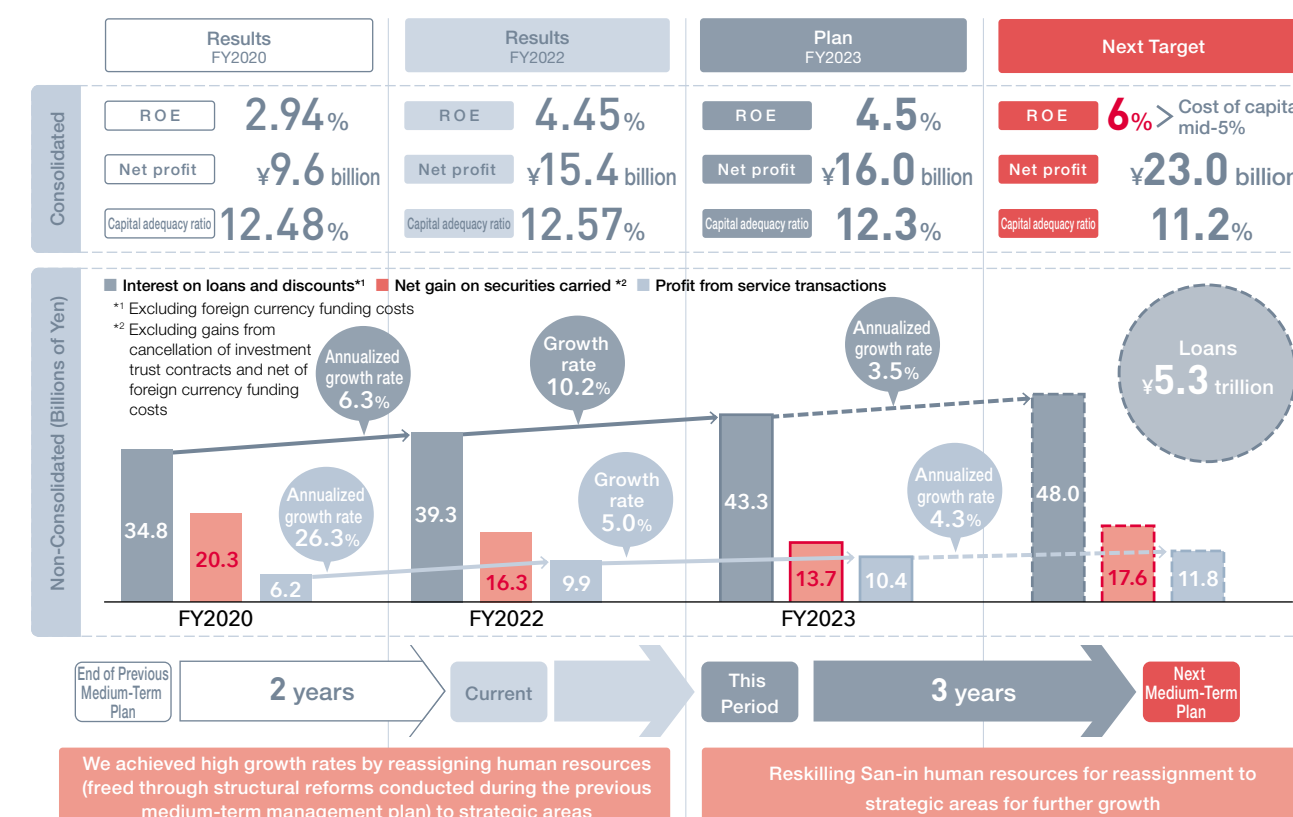 Results
FY2020
Results
FY2022
Plan
FY2023
Next Target
Consolidated
ROE 2.94%
ROE 4.45%
ROE 4.5%
ROE 6% > Cost of capita
mid-5%
Net profit ¥9.6 billion
Net profit ¥15.4 billion
Net profit ¥16.0 billion
Net profit ¥23.0 billion
Capital adequacy ratio 12.48%
Capital adequacy ratio 12.57%
Capital adequacy ratio 12.3%
Capital adequacy ratio 11.2%
Non-Consolidated (Billions of Yen)
Interest on loans and discounts*1 Net gain on securities carried *2 Profit from service transactions
*1 Excluding foreign currency funding costs
*2 Excluding gains from
cancellation of investment
trust contracts and net of
foreign currency funding
costs
Annualized
growth rate
6.3%
Growth
rate
10.2%
Annualized
growth rate
3.5%
Loans
¥5.3 trillion
Annualized
growth rate
26.3%
Growth
rate
5.0%
Annualized
growth rate
4.3%
34.8
20.3
6.2
39.3
16.3
9.9
43.3
13.7
10.4
48.0
17.6
11.8
FY2020
FY2022
FY2023
End of Previous
Medium-Term
Plan
2 years
Current
This
Period
3 years
Next
Medium-Term
Plan
We achieved high growth rates by reassigning human resources
(freed through structural reforms conducted during the previous
medium-term management plan) to strategic areas
Reskilling San-in human resources for reassignment to
strategic areas for further growth